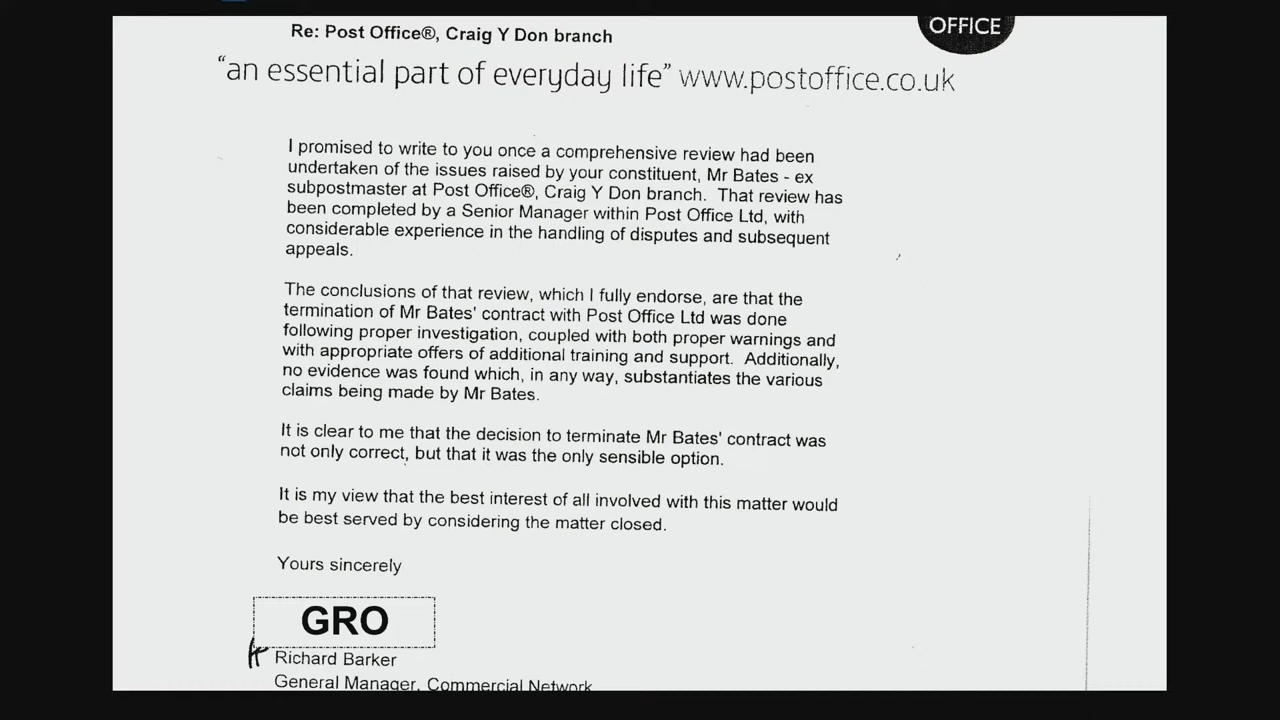 OFFICE
Re: Post Office®, Craig Y Don branch
“an essential part of everyday life” www.postoffice.co.uk
I promised to write to you once a comprehensive review had been
undertaken of the issues raised by your constituent, Mr Bates - ex
subpostmaster at Post Office®, Craig Y Don branch. That review has
been completed by a Senior Manager within Post Office Ltd, with
considerable experience in the handling of disputes and subsequent
appeals.
The conclusions of that review, which I fully endorse, are that the
termination of Mr Bates' contract with Post Office Ltd was done
following proper investigation, coupled with both proper warnings and
with appropriate offers of additional training and support. Additionally,
no evidence was found which, in any way, substantiates the various
claims being made by Mr Bates.
It is clear to me that the decision to terminate Mr Bates' contract was
not only correct, but that it was the only sensible option.
It is my view that the best interest of all involved with this matter would
be best served by considering the matter closed.
Yours sincerely
GRO
Richard Barker
General Manager, Commercial Network